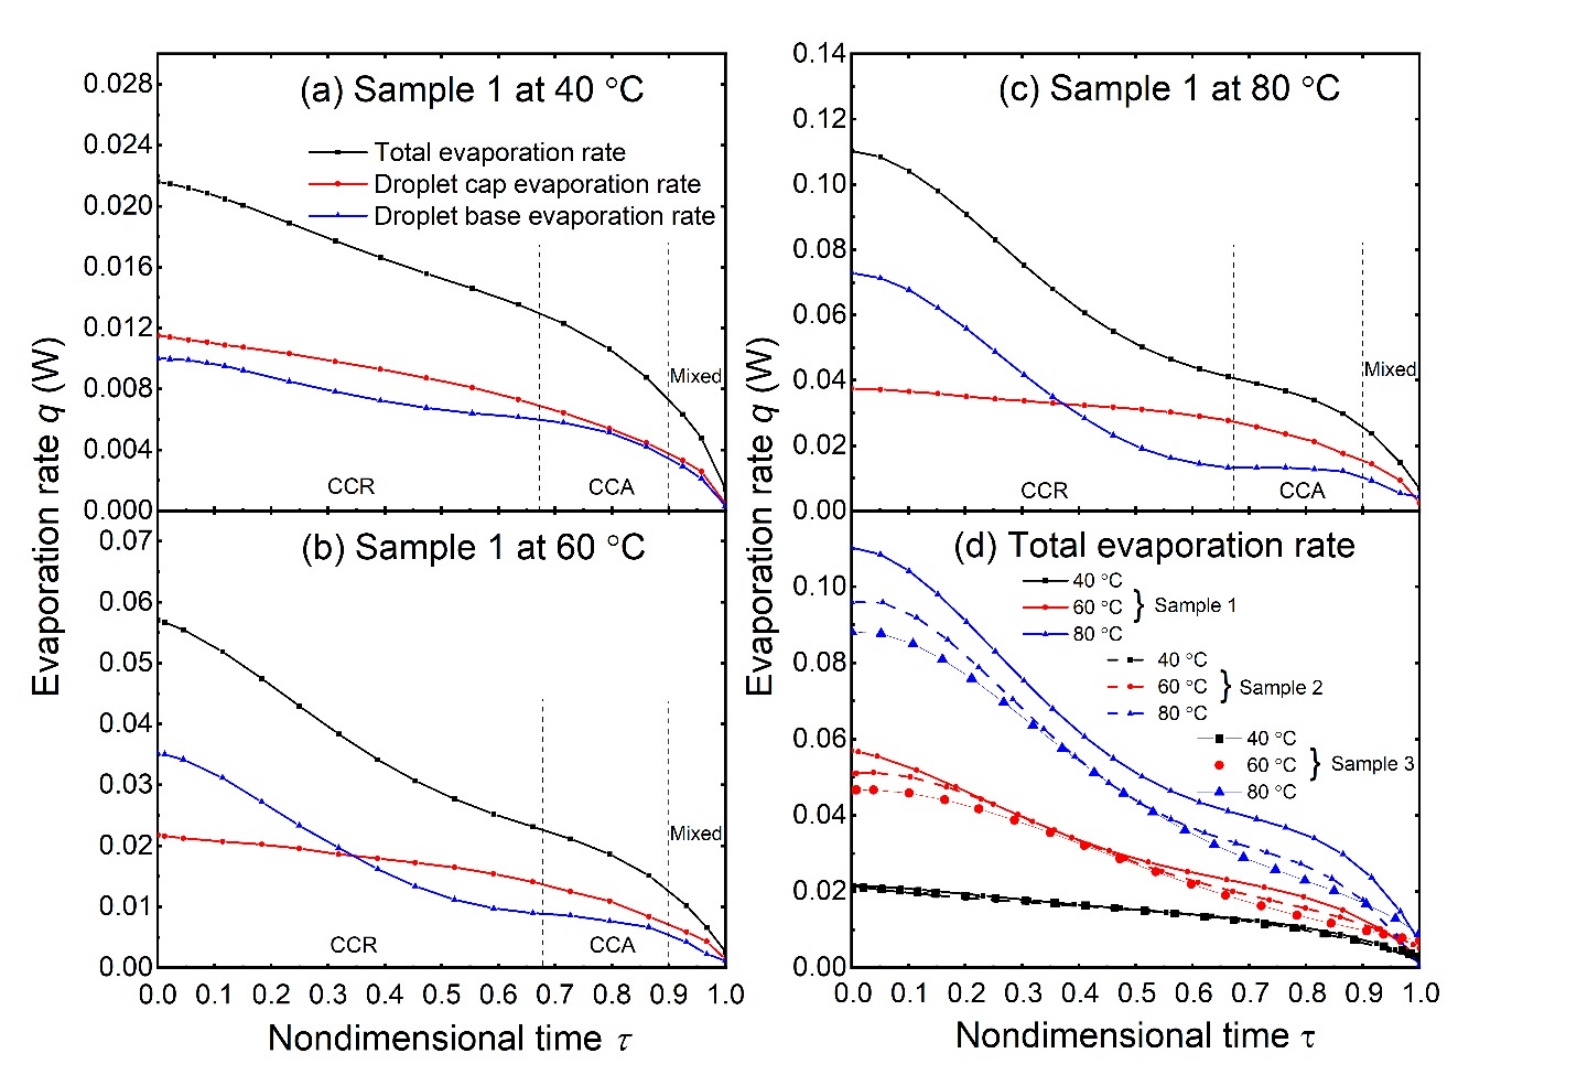 (a) Sample 1 at 40 °C
Total evaporation rate
Droplet cap evaporation rate
Droplet base evaporation rate
0.028
0.024
0.020
0.016
0.012
0.008
0.004
0.000
CCR
CCA
Mixed
(b) Sample 1 at 60 °C
0.07
0.06
0.05
0.04
0.03
0.02
0.01
0.00
CCR
CCA
Mixed
0.0 0.1 0.2 0.3 0.4 0.5 0.6 0.7 0.8 0.9 1.0
Nondimensional time τ
Evaporation rate q (W)
(c) Sample 1 at 80 °C
0.14
0.12
0.10
0.08
0.06
0.04
0.02
0.00
CCR
CCA
Mixed
(d) Total evaporation rate
40 °C
60 °C } Sample 1
80 °C
40 °C
60 °C } Sample 2
80 °C
40 °C
60 °C } Sample 3
80 °C
0.10
0.08
0.06
0.04
0.02
0.00
0.0 0.1 0.2 0.3 0.4 0.5 0.6 0.7 0.8 0.9 1.0
Nondimensional time τ
Evaporation rate q (W)